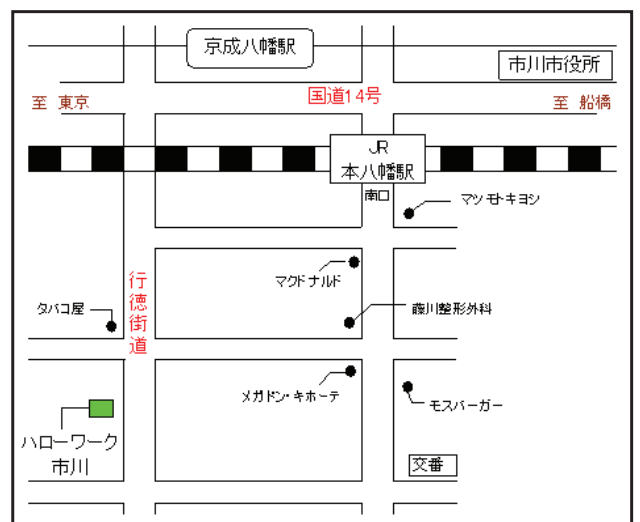 京成八幡駅
市川市役所
国道14号
至 東京
至 船橋
JR
本八幡駅
南口
マツモトキヨシ
マクドナルド
行徳街道
タバコ屋
藤川整形外科
メガドン・キホーテ
モスバーガー
ハローワーク
市川
交番